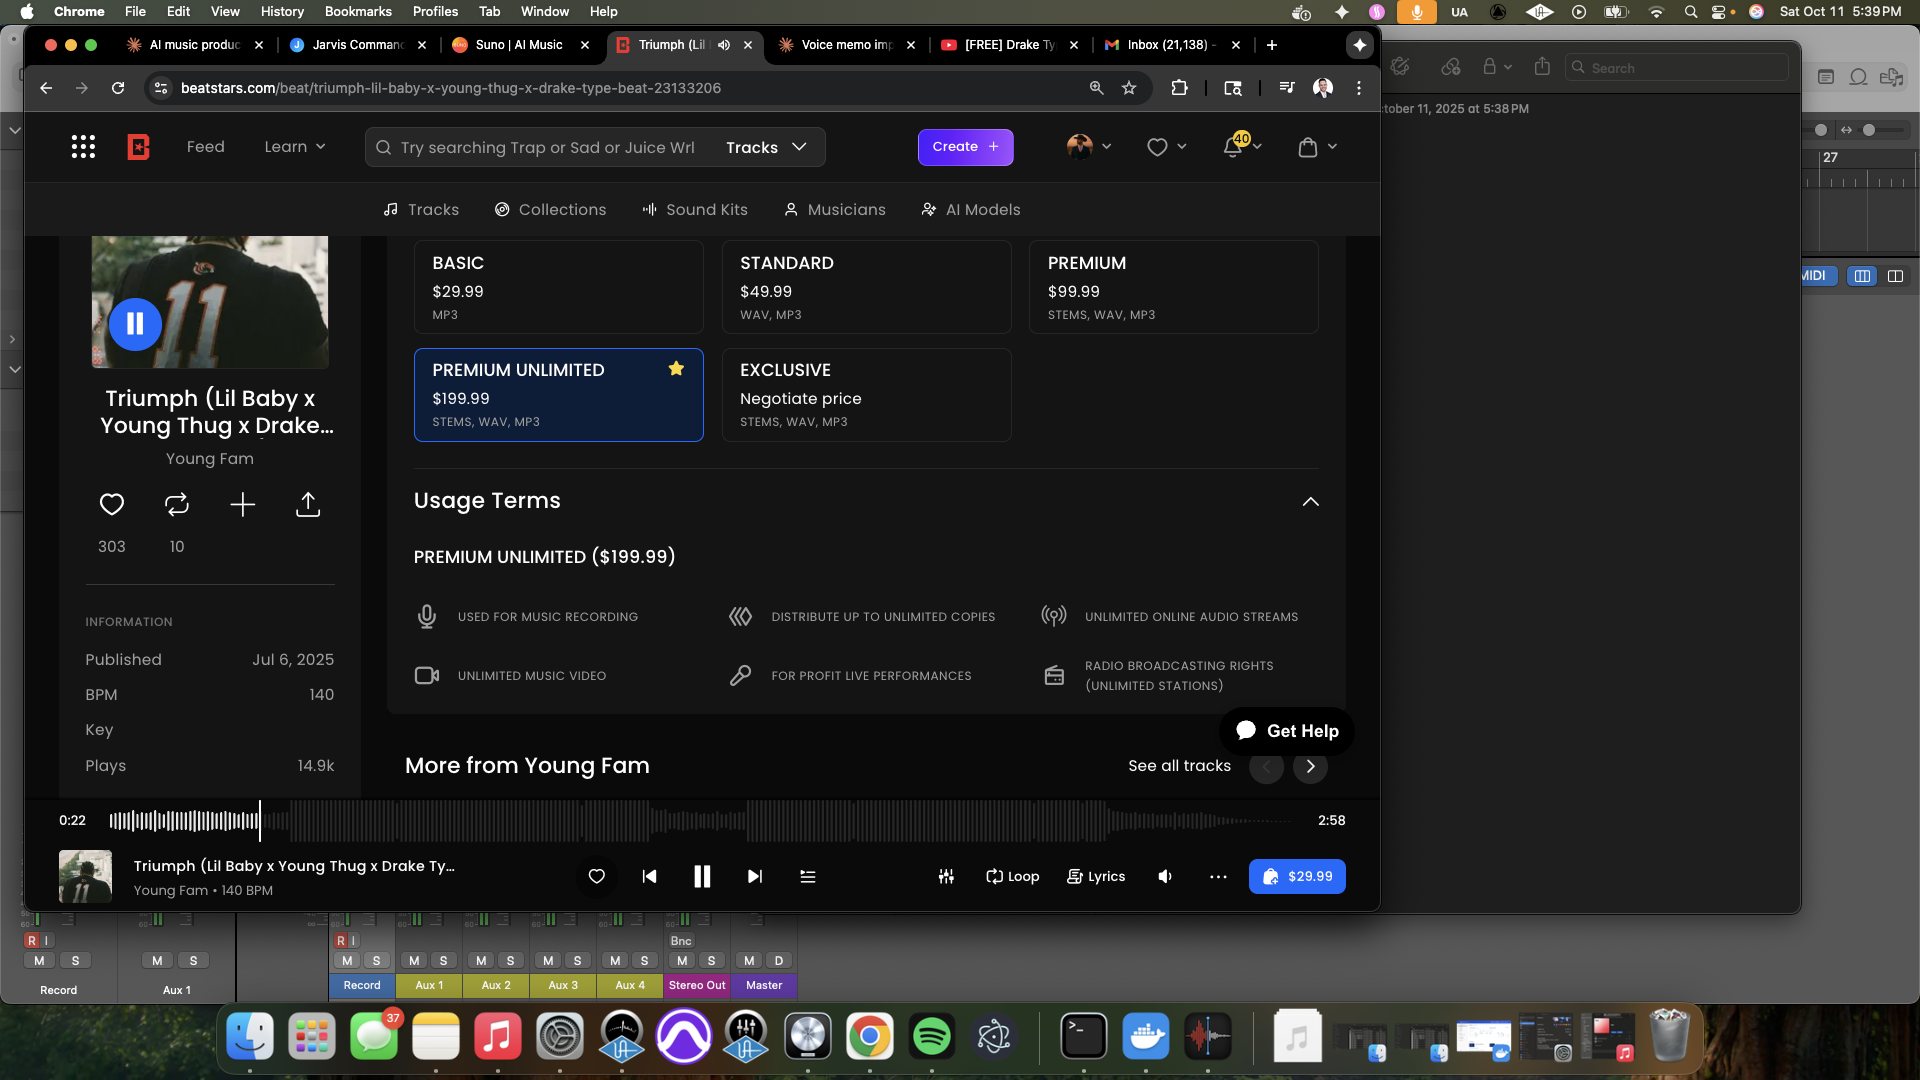 Chrome File Edit View History Bookmarks Profiles Tab Window Help
UA Sat Oct 11 5:39 PM
AI music produc
Jarvis Comman
Suno | AI Music
Triumph (Lil
Voice memo imp
[FREE] Drake Ty
Inbox (21,138) -
beatstars.com/beat/triumph-lil-baby-x-young-thug-x-drake-type-beat-23133206
Search
tober 11, 2025 at 5:38 PM
Feed
Learn
Try searching Trap or Sad or Juice Wrl
Tracks
Create +
40
27
Tracks
Collections
Sound Kits
Musicians
AI Models
MIDI
11
BASIC
$29.99
MP3
STANDARD
$49.99
WAV, MP3
PREMIUM
$99.99
STEMS, WAV, MP3
PREMIUM UNLIMITED
$199.99
STEMS, WAV, MP3
EXCLUSIVE
Negotiate price
STEMS, WAV, MP3
Triumph (Lil Baby x
Young Thug x Drake...
Young Fam
303
10
Usage Terms
PREMIUM UNLIMITED ($199.99)
USED FOR MUSIC RECORDING
DISTRIBUTE UP TO UNLIMITED COPIES
UNLIMITED ONLINE AUDIO STREAMS
UNLIMITED MUSIC VIDEO
FOR PROFIT LIVE PERFORMANCES
RADIO BROADCASTING RIGHTS
(UNLIMITED STATIONS)
INFORMATION
Published Jul 6, 2025
BPM 140
Key
Plays 14.9k
Get Help
More from Young Fam
See all tracks
0:22
2:58
Triumph (Lil Baby x Young Thug x Drake Ty...
Young Fam • 140 BPM
Loop
Lyrics
$29.99
R I
R I
Bnc
M S
M S
M S
M S
M S
M S
M S
M S
M D
Record
Aux 1
Record
Aux 1
Aux 2
Aux 3
Aux 4
Stereo Out
Master
37